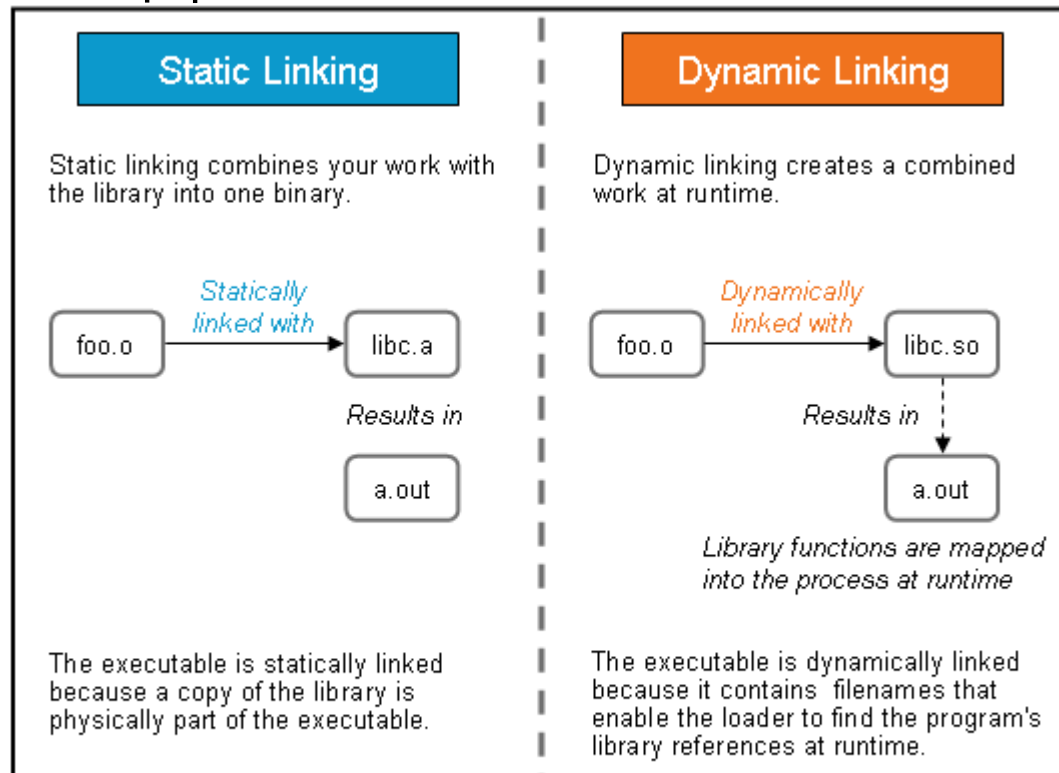 Static Linking
Static linking combines your work with
the library into one binary.
Statically
linked with
foo.o
libc.a
Results in
a.out
The executable is statically linked
because a copy of the library is
physically part of the executable.
Dynamic Linking
Dynamic linking creates a combined
work at runtime.
Dynamically
linked with
foo.o
libc.so
Results in
a.out
Library functions are mapped
into the process at runtime
The executable is dynamically linked
because it contains filenames that
enable the loader to find the program's
library references at runtime.